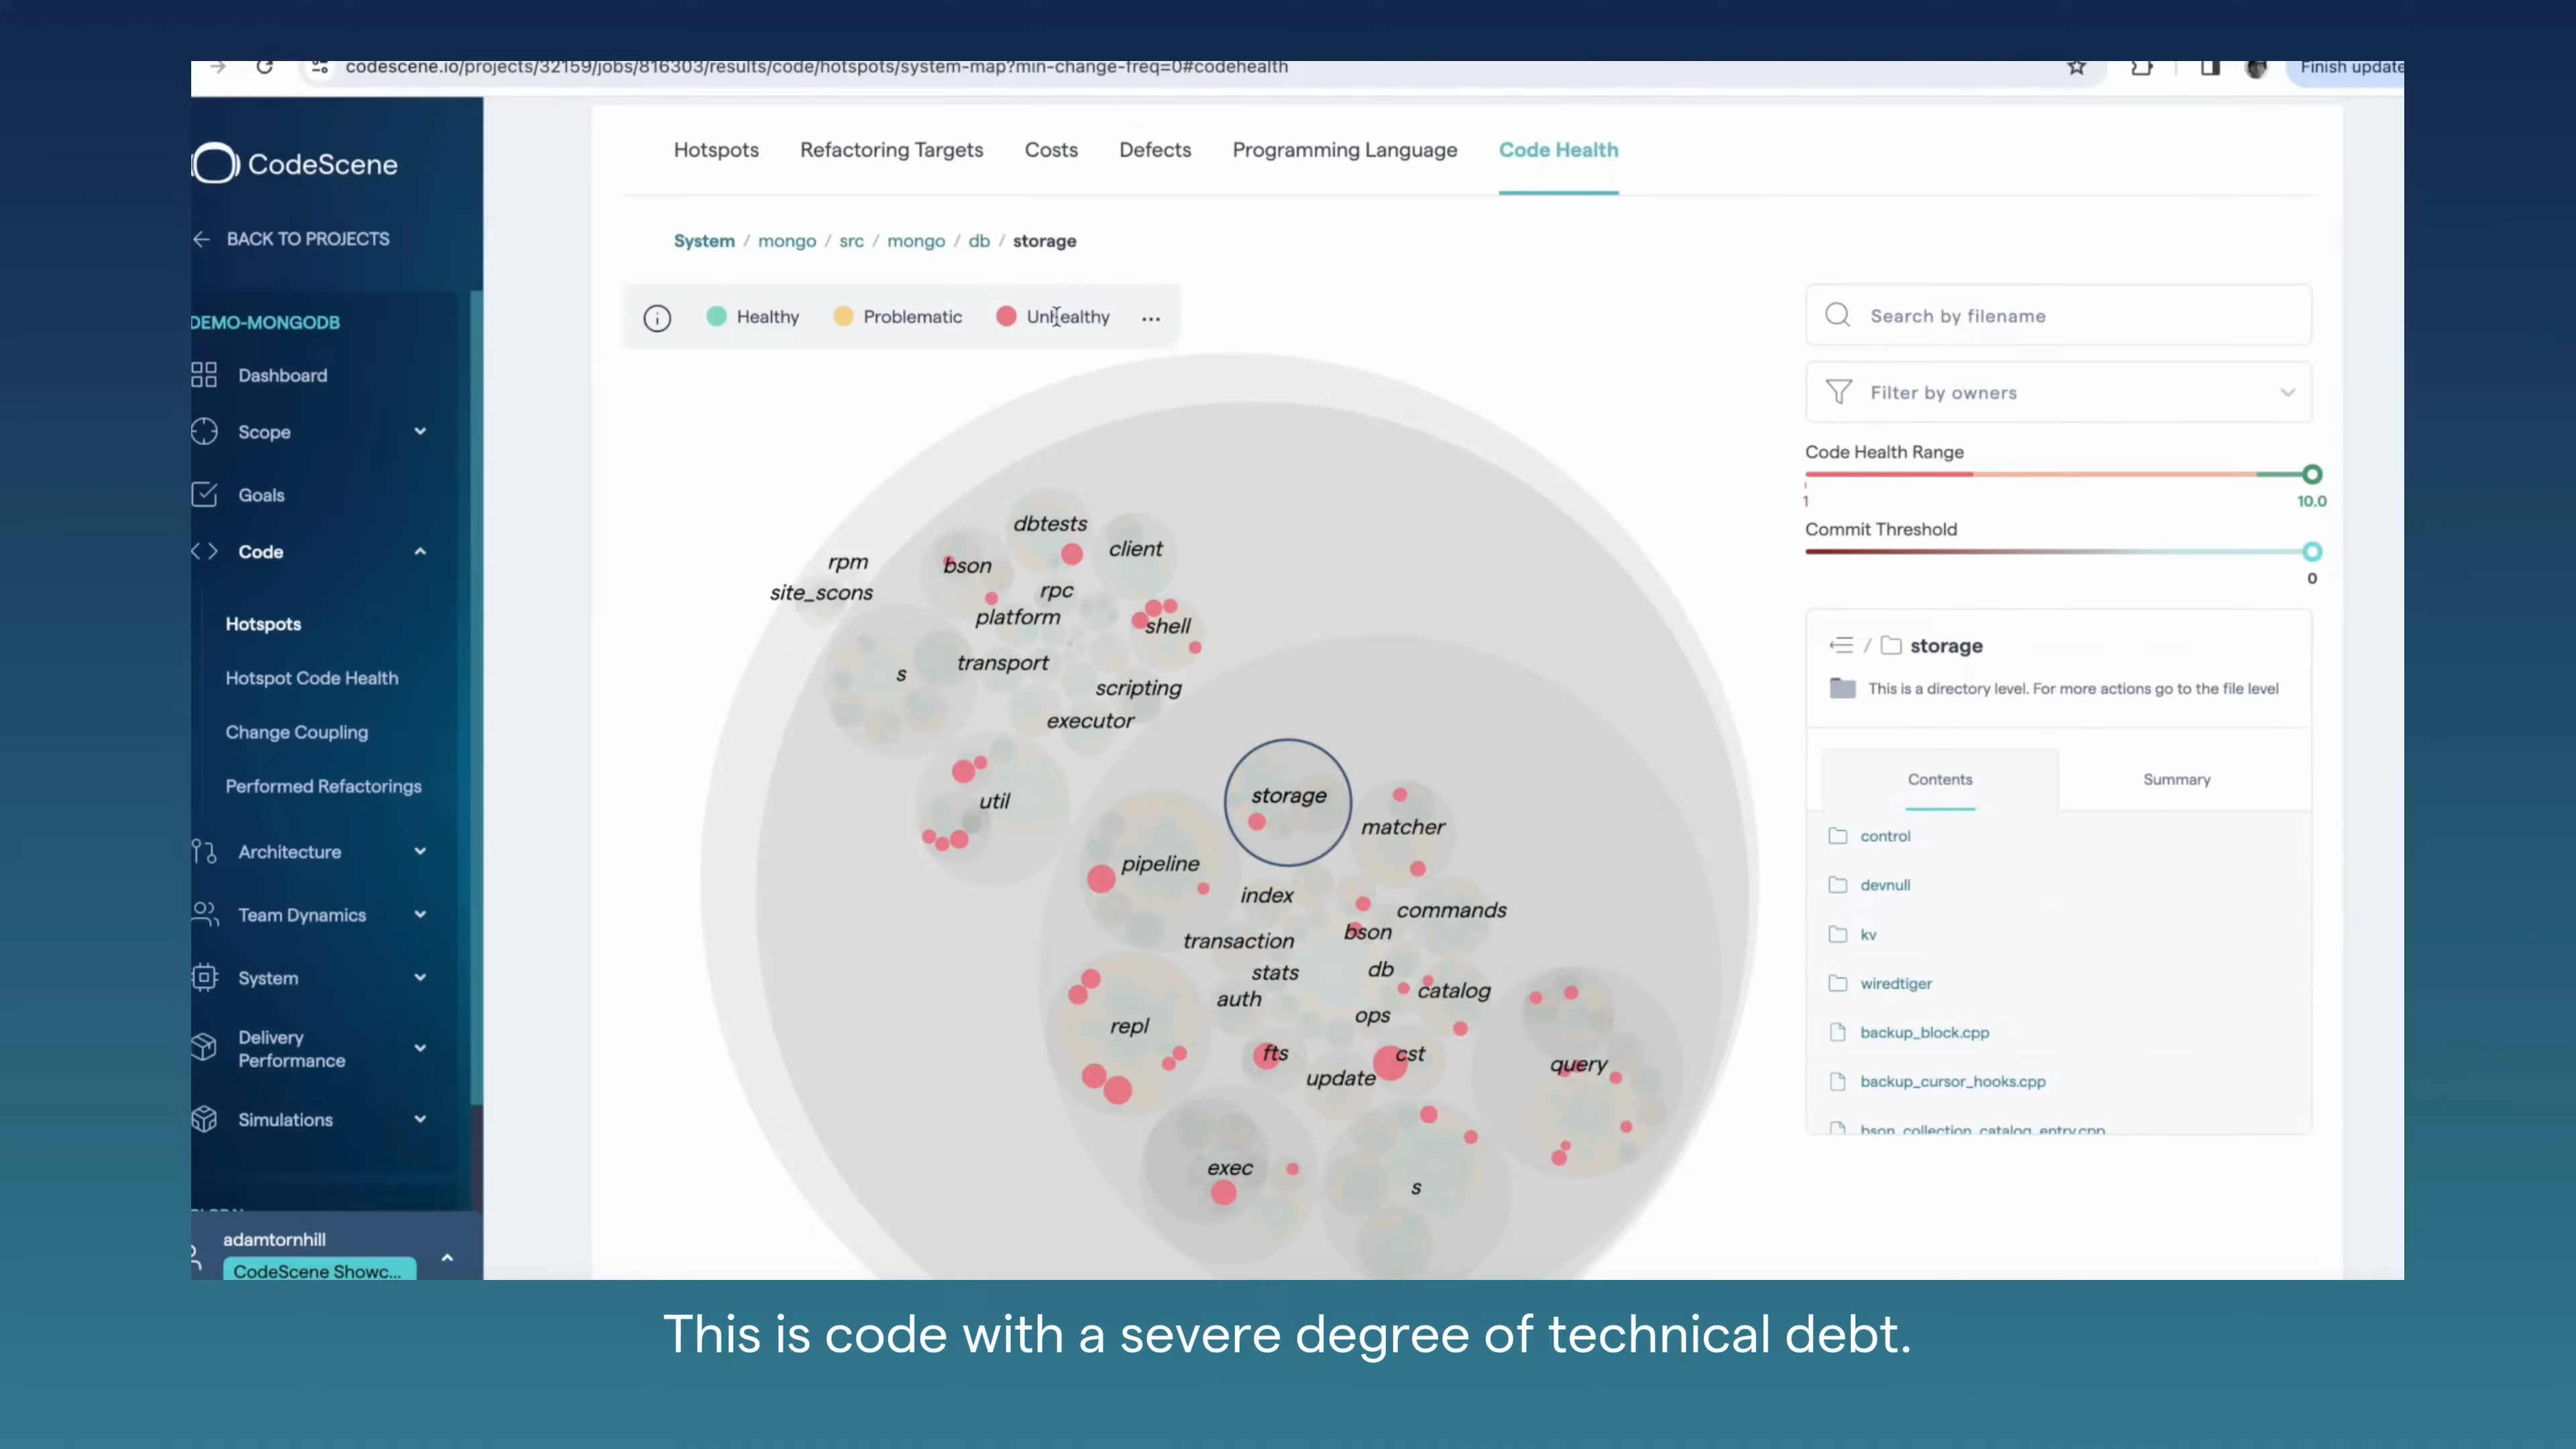 codescene.io/projects/32159/jobs/816303/results/code/hotspots/system-map?min-change-freq=0#codehealth
Finish update
CodeScene
BACK TO PROJECTS
DEMO-MONGODB
Dashboard
Scope
Goals
Code
Hotspots
Hotspot Code Health
Change Coupling
Performed Refactorings
Architecture
Team Dynamics
System
Delivery
Performance
Simulations
GLOBAL
adamtornhill
CodeScene Showc...
Hotspots Refactoring Targets Costs Defects Programming Language Code Health
System / mongo / src / mongo / db / storage
Healthy Problematic Unhealthy ...
dbtests
client
rpm
bson
site_scons
rpc
platform
shell
transport
s
scripting
executor
util
storage
matcher
pipeline
index
commands
bson
transaction
stats
db
catalog
auth
ops
repl
fts
cst
query
update
exec
s
Search by filename
Filter by owners
Code Health Range
1 10.0
Commit Threshold
0
/ storage
This is a directory level. For more actions go to the file level
Contents Summary
control
devnull
kv
wiredtiger
backup_block.cpp
backup_cursor_hooks.cpp
bson_collection_catalog_entry.cpp
This is code with a severe degree of technical debt.